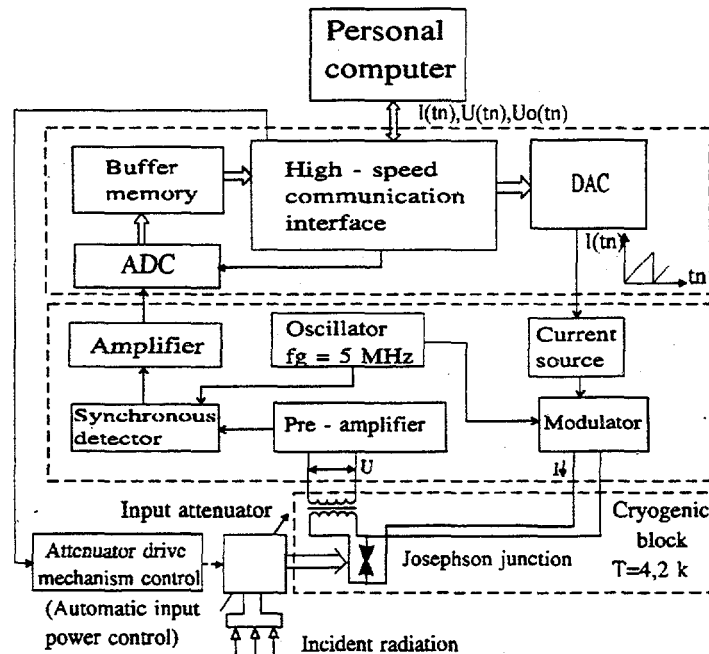 Personal
computer
I(tn),U(tn),Uo(tn)
Buffer
memory
High - speed
communication
interface
DAC
ADC
I(tn)
tn
Amplifier
Oscillator
fg = 5 MHz
Current
source
Synchronous
detector
Pre - amplifier
Modulator
U
I
Input attenuator
Cryogenic
block
T=4,2 k
Josephson junction
Attenuator drive
mechanism control
(Automatic input
power control)
Incident radiation